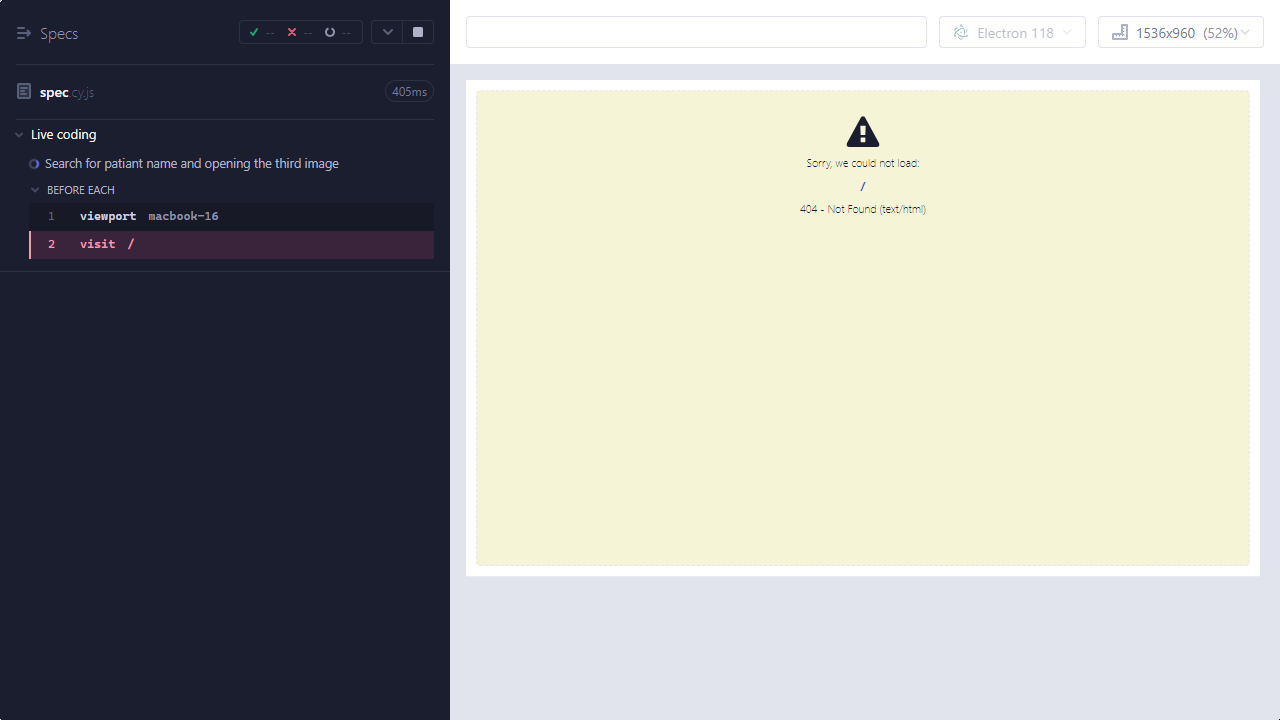 Specs
-- -- --
spec.cy.js
405ms
Live coding
Search for patiant name and opening the third image
BEFORE EACH
1 viewport macbook-16
2 visit /
Electron 118
1536x960 (52%)
Sorry, we could not load:
/
404 - Not Found (text/html)